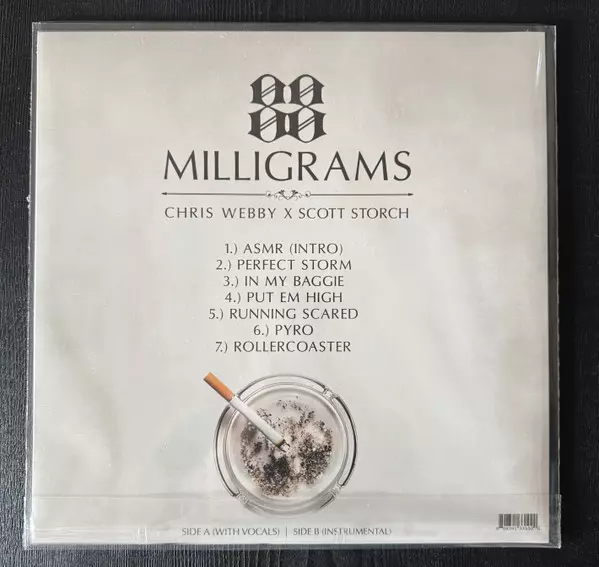 88
MILLIGRAMS
CHRIS WEBBY X SCOTT STORCH
1.) ASMR (INTRO)
2.) PERFECT STORM
3.) IN MY BAGGIE
4.) PUT EM HIGH
5.) RUNNING SCARED
6.) PYRO
7.) ROLLERCOASTER
SIDE A (WITH VOCALS) | SIDE B (INSTRUMENTAL)